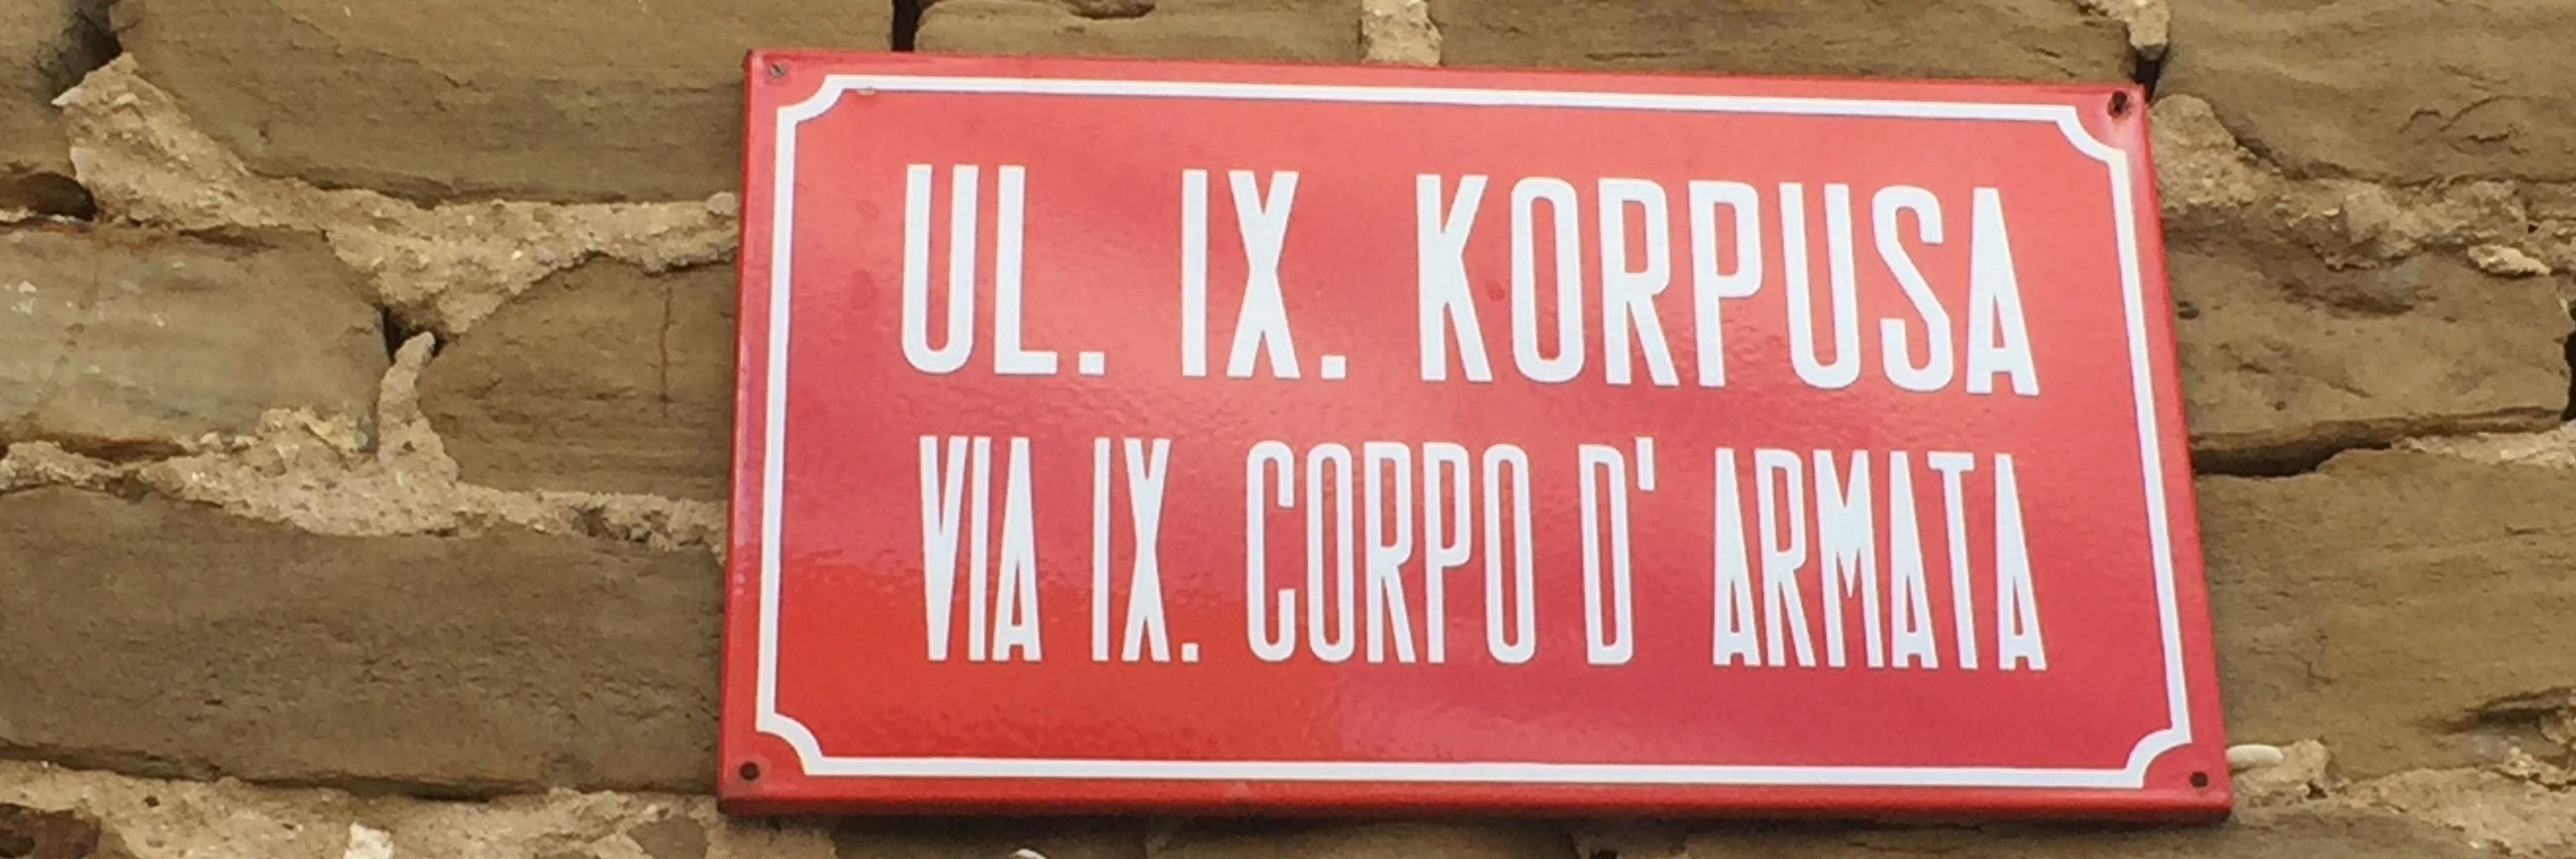 UL. IX. KORPUSA
VIA IX. CORPO D' ARMATA